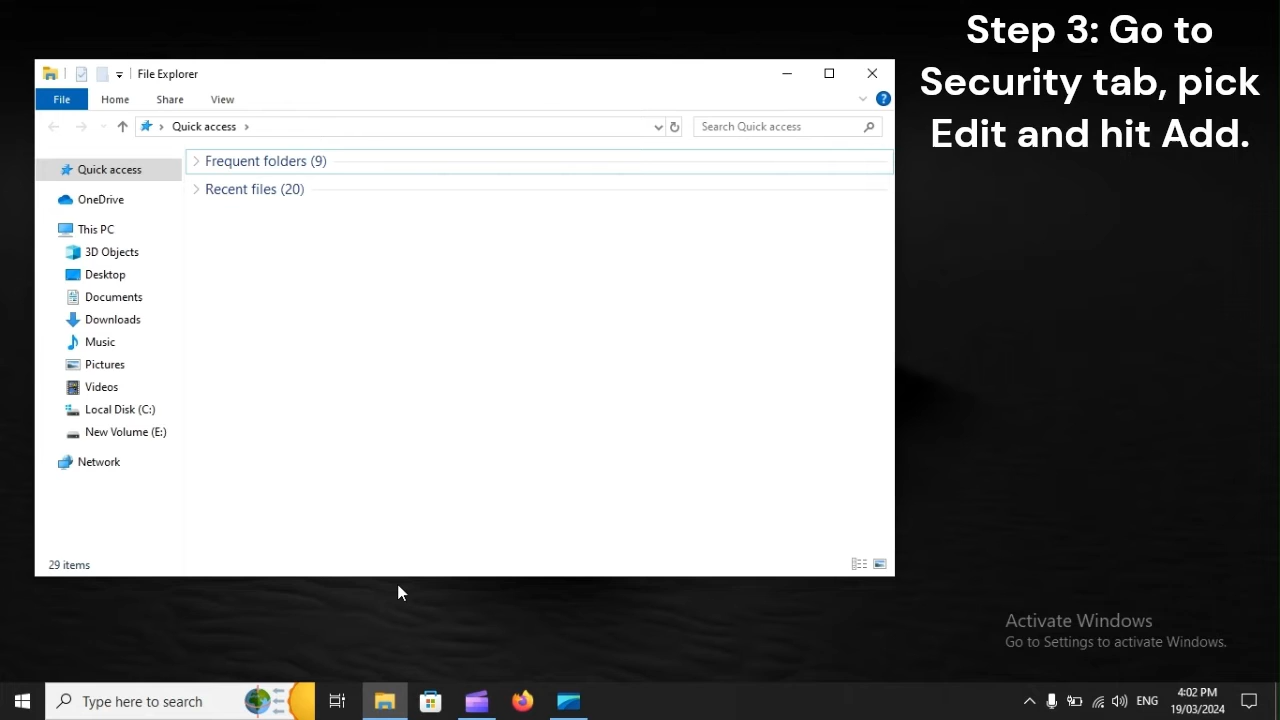 Step 3: Go to
Security tab, pick
Edit and hit Add.
File Explorer
File
Home
Share
View
Quick access
Search Quick access
Quick access
OneDrive
This PC
3D Objects
Desktop
Documents
Downloads
Music
Pictures
Videos
Local Disk (C:)
New Volume (E:)
Network
Frequent folders (9)
Recent files (20)
29 items
Activate Windows
Go to Settings to activate Windows.
Type here to search
ENG
4:02 PM
19/03/2024